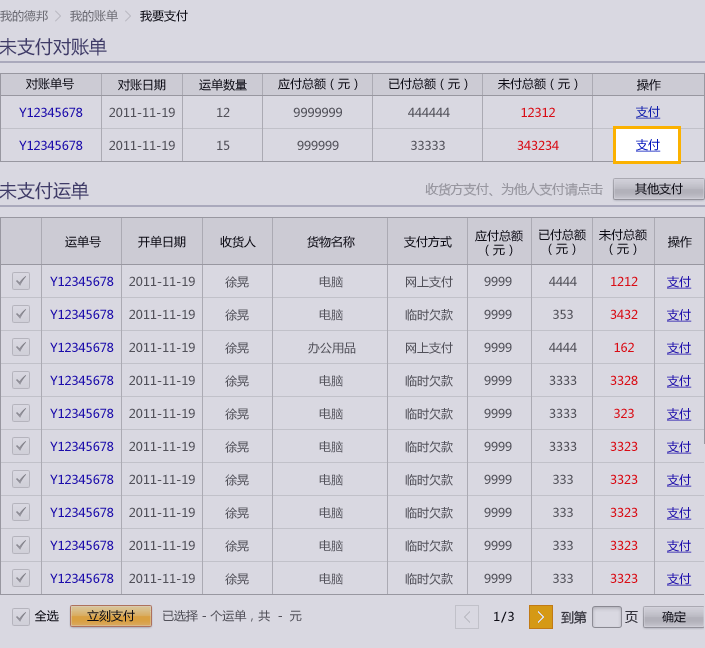 我的德邦 > 我的账单 > 我要支付
未支付对账单
对账单号 对账日期 运单数量 应付总额（元） 已付总额（元） 未付总额（元） 操作
Y12345678 2011-11-19 12 9999999 444444 12312 支付
Y12345678 2011-11-19 15 999999 33333 343234 支付
未支付运单 收货方支付、为他人支付请点击 其他支付
运单号 开单日期 收货人 货物名称 支付方式 应付总额（元） 已付总额（元） 未付总额（元） 操作
Y12345678 2011-11-19 徐晃 电脑 网上支付 9999 4444 1212 支付
Y12345678 2011-11-19 徐晃 电脑 临时欠款 9999 353 3432 支付
Y12345678 2011-11-19 徐晃 办公用品 网上支付 9999 4444 162 支付
Y12345678 2011-11-19 徐晃 电脑 临时欠款 9999 3333 3328 支付
Y12345678 2011-11-19 徐晃 电脑 临时欠款 9999 3333 323 支付
Y12345678 2011-11-19 徐晃 电脑 临时欠款 9999 3333 3323 支付
Y12345678 2011-11-19 徐晃 电脑 临时欠款 9999 333 3323 支付
Y12345678 2011-11-19 徐晃 电脑 临时欠款 9999 333 3323 支付
Y12345678 2011-11-19 徐晃 电脑 临时欠款 9999 333 3323 支付
Y12345678 2011-11-19 徐晃 电脑 临时欠款 9999 333 3323 支付
全选 立刻支付 已选择 - 个运单，共 - 元 1/3 到第 页 确定